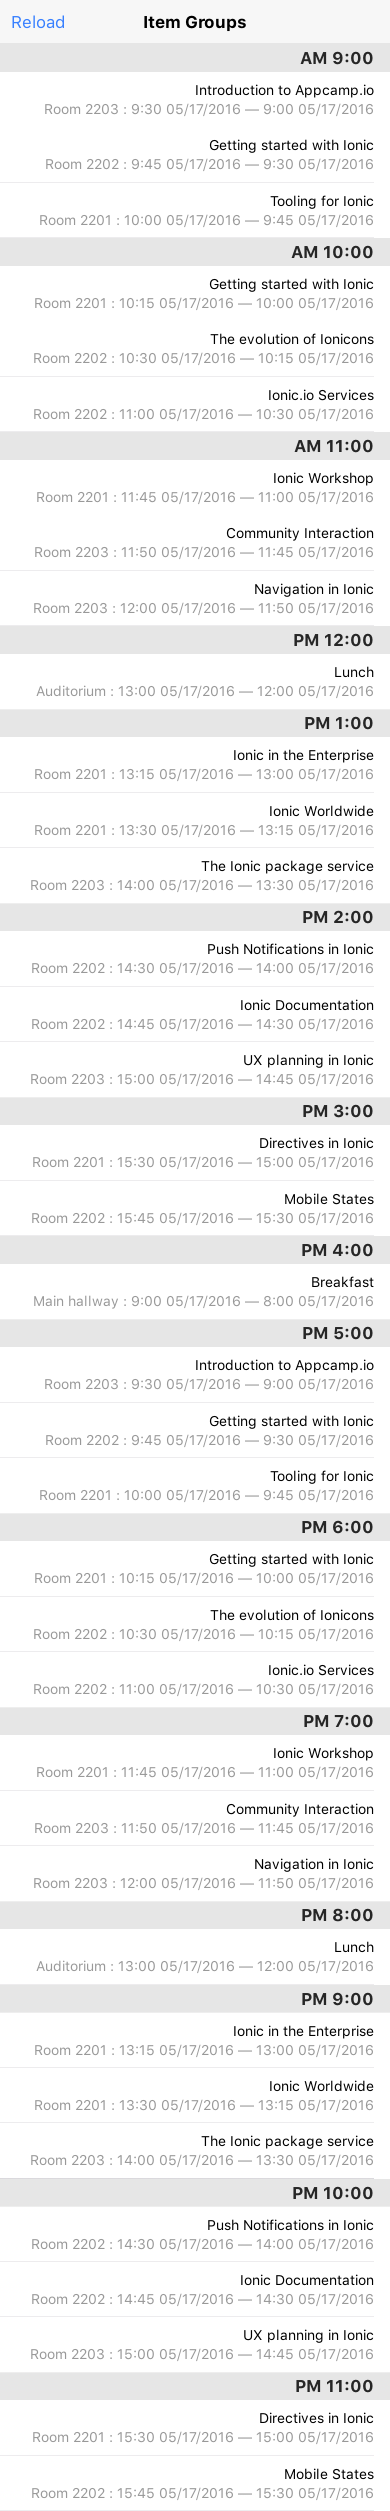 Reload
Item Groups
AM 9:00
Introduction to Appcamp.io
Room 2203 : 9:30 05/17/2016 — 9:00 05/17/2016
Getting started with Ionic
Room 2202 : 9:45 05/17/2016 — 9:30 05/17/2016
Tooling for Ionic
Room 2201 : 10:00 05/17/2016 — 9:45 05/17/2016
AM 10:00
Getting started with Ionic
Room 2201 : 10:15 05/17/2016 — 10:00 05/17/2016
The evolution of Ionicons
Room 2202 : 10:30 05/17/2016 — 10:15 05/17/2016
Ionic.io Services
Room 2202 : 11:00 05/17/2016 — 10:30 05/17/2016
AM 11:00
Ionic Workshop
Room 2201 : 11:45 05/17/2016 — 11:00 05/17/2016
Community Interaction
Room 2203 : 11:50 05/17/2016 — 11:45 05/17/2016
Navigation in Ionic
Room 2203 : 12:00 05/17/2016 — 11:50 05/17/2016
PM 12:00
Lunch
Auditorium : 13:00 05/17/2016 — 12:00 05/17/2016
PM 1:00
Ionic in the Enterprise
Room 2201 : 13:15 05/17/2016 — 13:00 05/17/2016
Ionic Worldwide
Room 2201 : 13:30 05/17/2016 — 13:15 05/17/2016
The Ionic package service
Room 2203 : 14:00 05/17/2016 — 13:30 05/17/2016
PM 2:00
Push Notifications in Ionic
Room 2202 : 14:30 05/17/2016 — 14:00 05/17/2016
Ionic Documentation
Room 2202 : 14:45 05/17/2016 — 14:30 05/17/2016
UX planning in Ionic
Room 2203 : 15:00 05/17/2016 — 14:45 05/17/2016
PM 3:00
Directives in Ionic
Room 2201 : 15:30 05/17/2016 — 15:00 05/17/2016
Mobile States
Room 2202 : 15:45 05/17/2016 — 15:30 05/17/2016
PM 4:00
Breakfast
Main hallway : 9:00 05/17/2016 — 8:00 05/17/2016
PM 5:00
Introduction to Appcamp.io
Room 2203 : 9:30 05/17/2016 — 9:00 05/17/2016
Getting started with Ionic
Room 2202 : 9:45 05/17/2016 — 9:30 05/17/2016
Tooling for Ionic
Room 2201 : 10:00 05/17/2016 — 9:45 05/17/2016
PM 6:00
Getting started with Ionic
Room 2201 : 10:15 05/17/2016 — 10:00 05/17/2016
The evolution of Ionicons
Room 2202 : 10:30 05/17/2016 — 10:15 05/17/2016
Ionic.io Services
Room 2202 : 11:00 05/17/2016 — 10:30 05/17/2016
PM 7:00
Ionic Workshop
Room 2201 : 11:45 05/17/2016 — 11:00 05/17/2016
Community Interaction
Room 2203 : 11:50 05/17/2016 — 11:45 05/17/2016
Navigation in Ionic
Room 2203 : 12:00 05/17/2016 — 11:50 05/17/2016
PM 8:00
Lunch
Auditorium : 13:00 05/17/2016 — 12:00 05/17/2016
PM 9:00
Ionic in the Enterprise
Room 2201 : 13:15 05/17/2016 — 13:00 05/17/2016
Ionic Worldwide
Room 2201 : 13:30 05/17/2016 — 13:15 05/17/2016
The Ionic package service
Room 2203 : 14:00 05/17/2016 — 13:30 05/17/2016
PM 10:00
Push Notifications in Ionic
Room 2202 : 14:30 05/17/2016 — 14:00 05/17/2016
Ionic Documentation
Room 2202 : 14:45 05/17/2016 — 14:30 05/17/2016
UX planning in Ionic
Room 2203 : 15:00 05/17/2016 — 14:45 05/17/2016
PM 11:00
Directives in Ionic
Room 2201 : 15:30 05/17/2016 — 15:00 05/17/2016
Mobile States
Room 2202 : 15:45 05/17/2016 — 15:30 05/17/2016